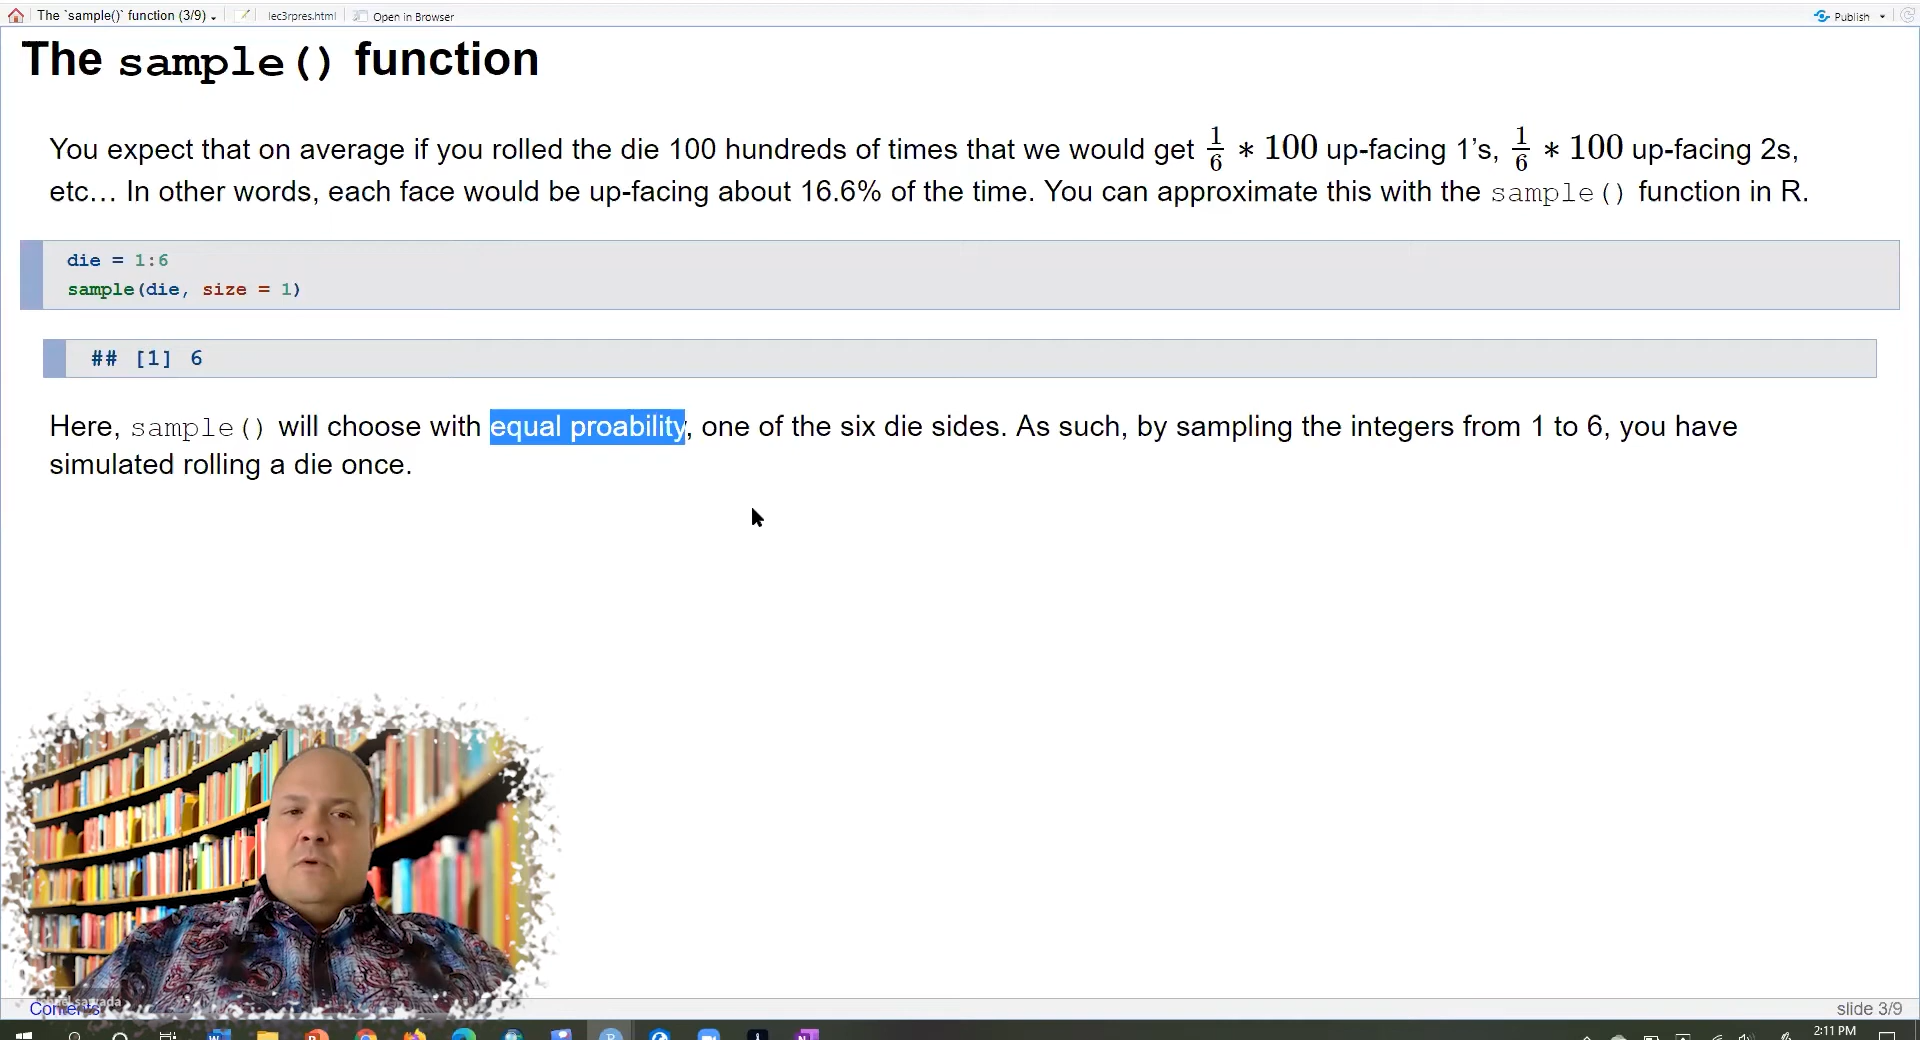 The `sample()` function (3/9)
lec3rpres.html
Open in Browser
Publish
The sample() function
You expect that on average if you rolled the die 100 hundreds of times that we would get 1/6 ∗ 100 up-facing 1’s, 1/6 ∗ 100 up-facing 2s,
etc… In other words, each face would be up-facing about 16.6% of the time. You can approximate this with the sample() function in R.
die = 1:6
sample(die, size = 1)
## [1] 6
Here, sample() will choose with equal proability, one of the six die sides. As such, by sampling the integers from 1 to 6, you have
simulated rolling a die once.
Contents
slide 3/9
2:11 PM